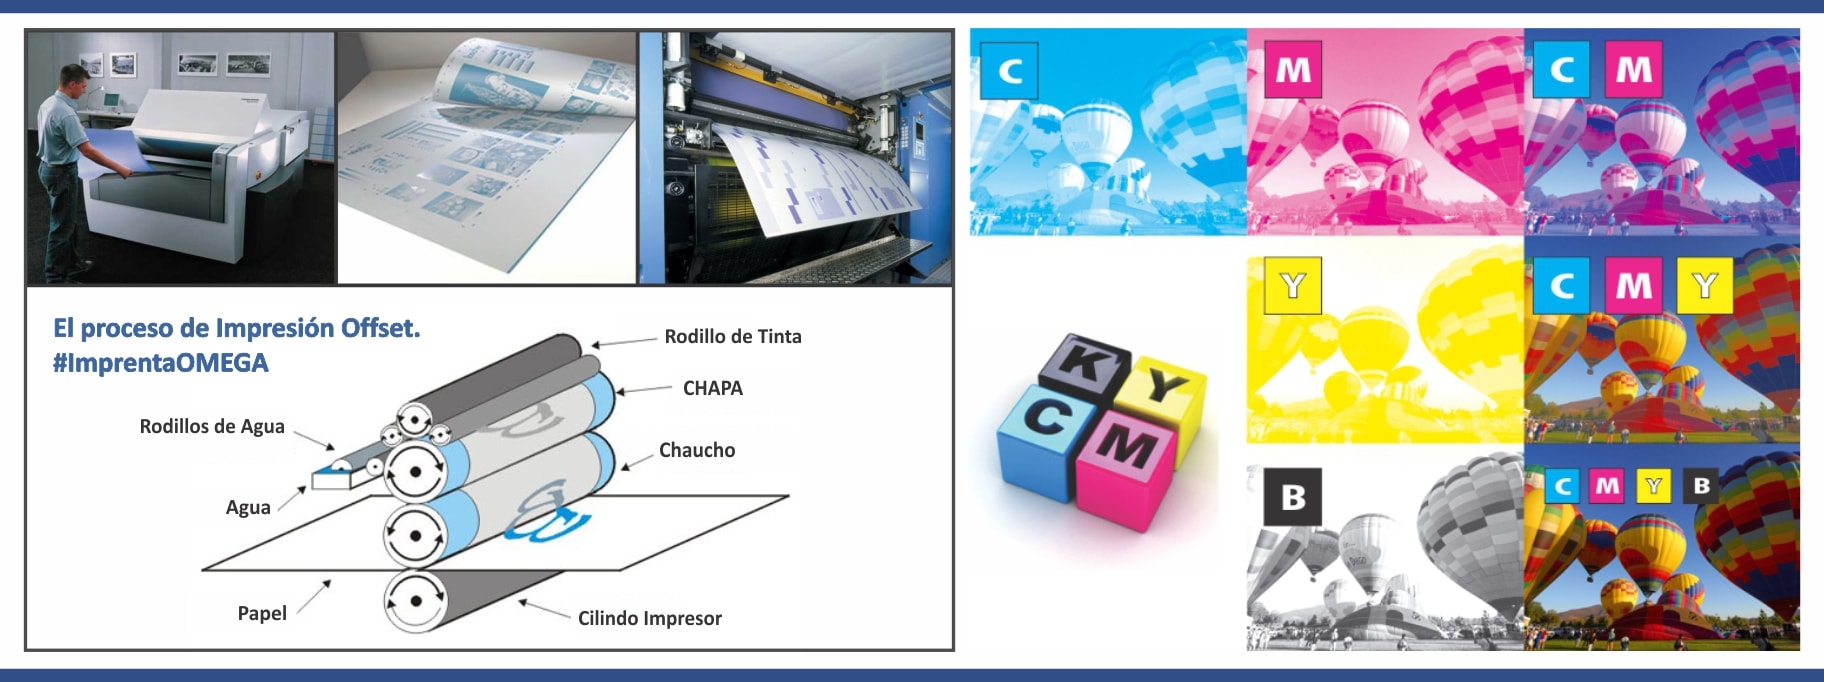 El proceso de Impresión Offset.
#ImprentaOMEGA
Rodillo de Tinta
CHAPA
Rodillos de Agua
Chaucho
Agua
Papel
Cilindo Impresor
C
M
C M
Y
C M Y
K
Y
C
M
B
C M Y B